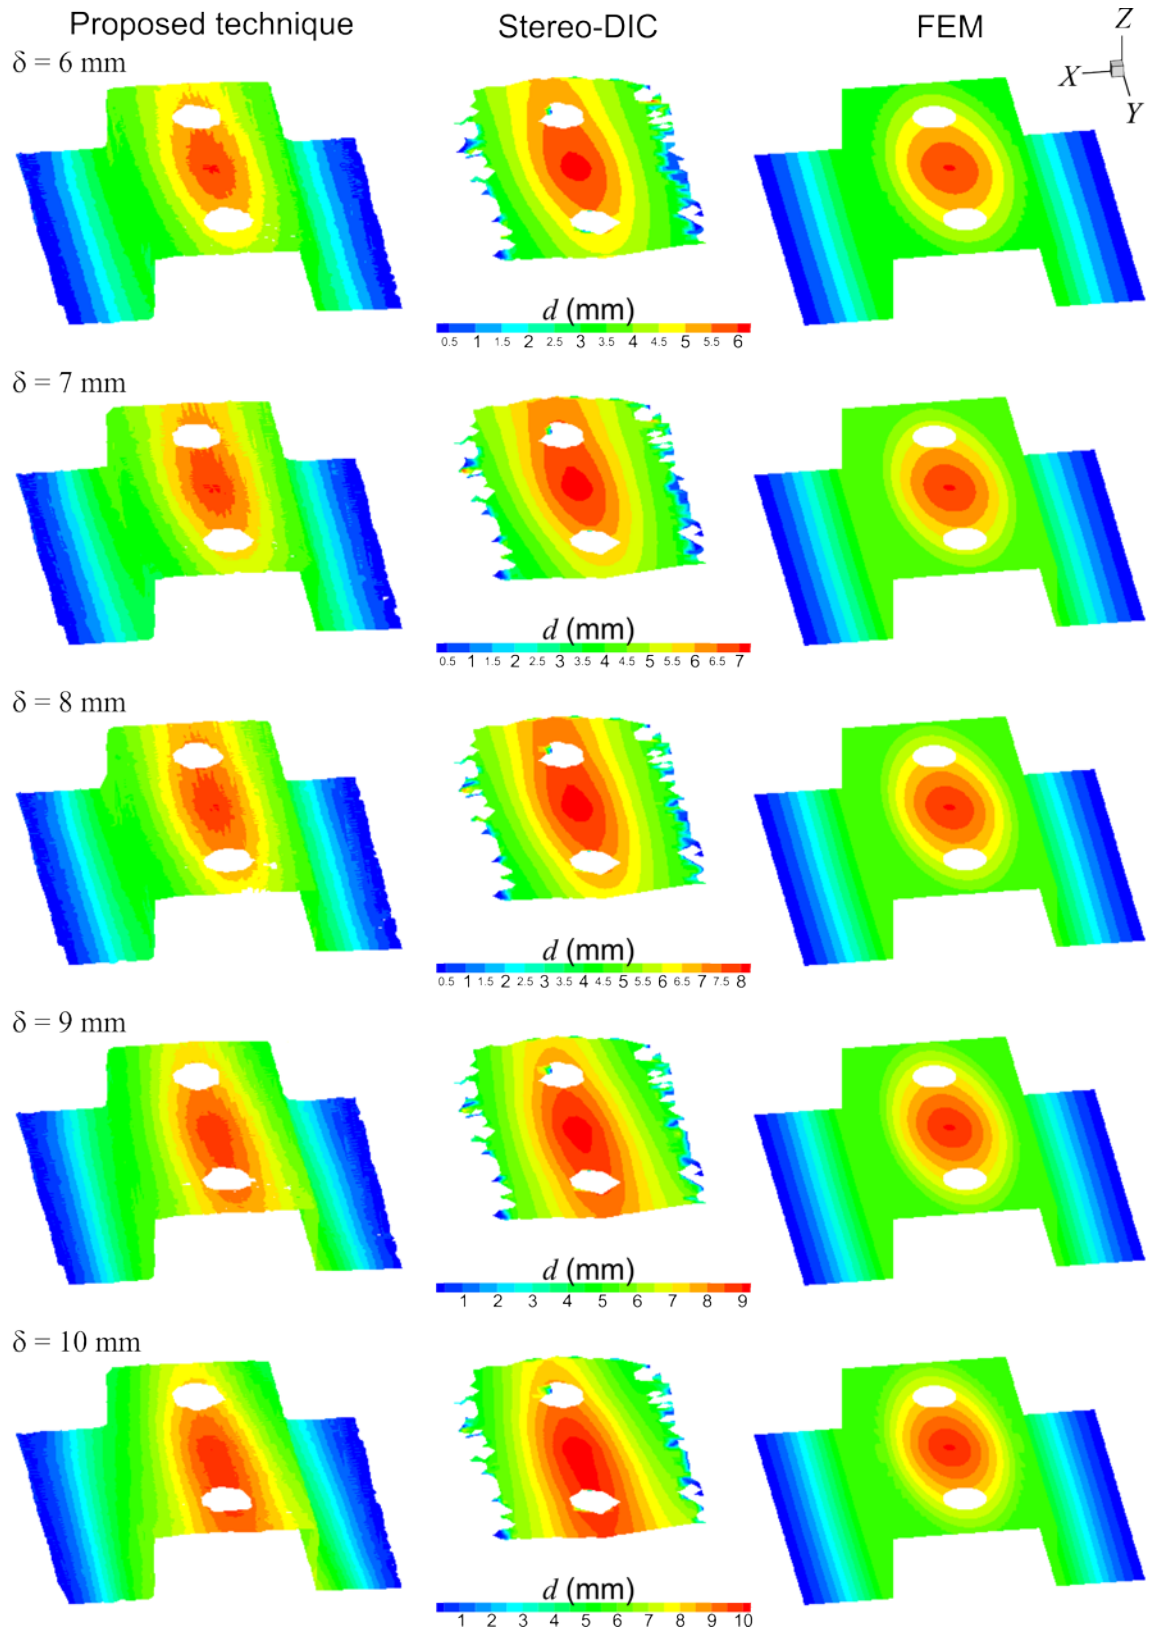 Proposed technique
Stereo-DIC
FEM
Z
X
Y
δ = 6 mm
d (mm)
0.5 1 1.5 2 2.5 3 3.5 4 4.5 5 5.5 6
δ = 7 mm
d (mm)
0.5 1 1.5 2 2.5 3 3.5 4 4.5 5 5.5 6 6.5 7
δ = 8 mm
d (mm)
0.5 1 1.5 2 2.5 3 3.5 4 4.5 5 5.5 6 6.5 7 7.5 8
δ = 9 mm
d (mm)
1 2 3 4 5 6 7 8 9
δ = 10 mm
d (mm)
1 2 3 4 5 6 7 8 9 10